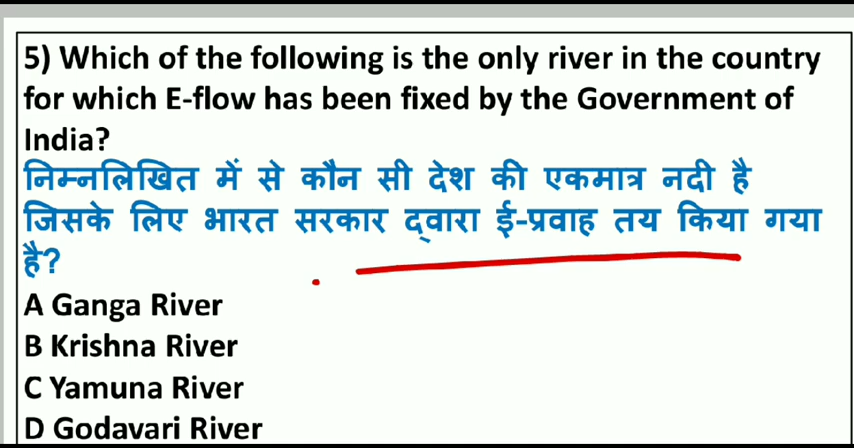 5) Which of the following is the only river in the country
for which E-flow has been fixed by the Government of
India?
निम्नलिखित में से कौन सी देश की एकमात्र नदी है
जिसके लिए भारत सरकार द्वारा ई-प्रवाह तय किया गया
है?
A Ganga River
B Krishna River
C Yamuna River
D Godavari River